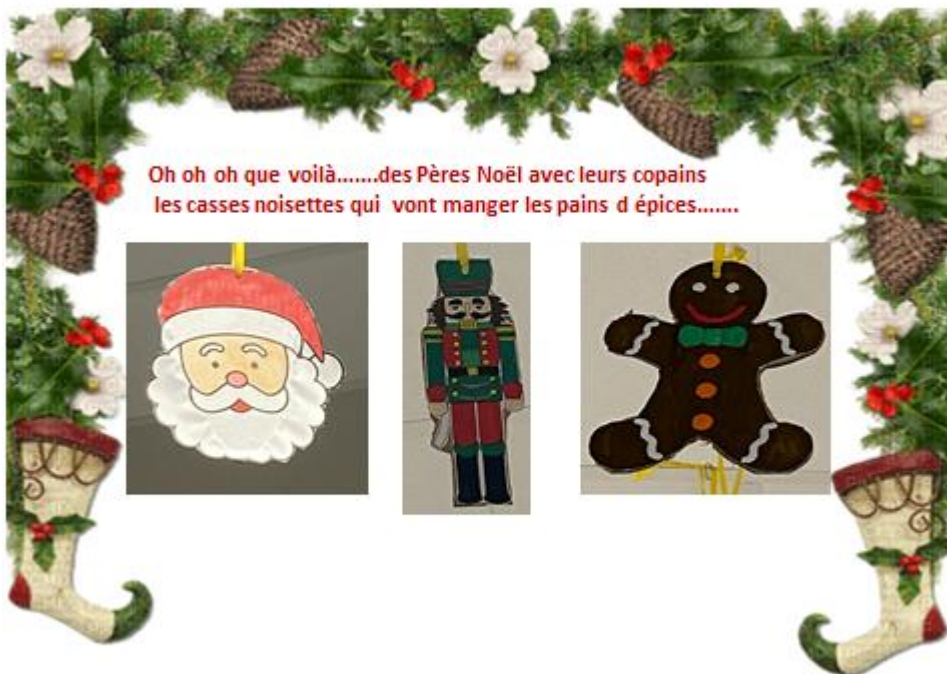 Oh oh oh que voilà.......des Pères Noël avec leurs copains
les casses noisettes qui vont manger les pains d épices.......